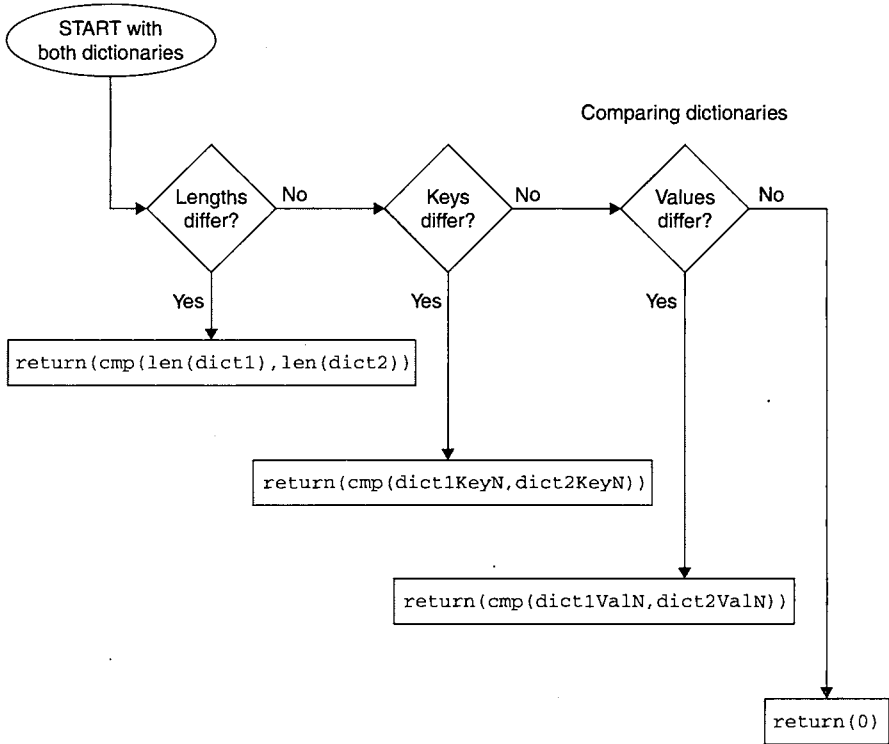 START with
both dictionaries
Comparing dictionaries
Lengths
differ?
No
Keys
differ?
No
Values
differ?
No
Yes
Yes
Yes
return(cmp(len(dict1),len(dict2))
return(cmp(dict1KeyN,dict2KeyN))
return(cmp(dict1ValN,dict2ValN))
return(0)